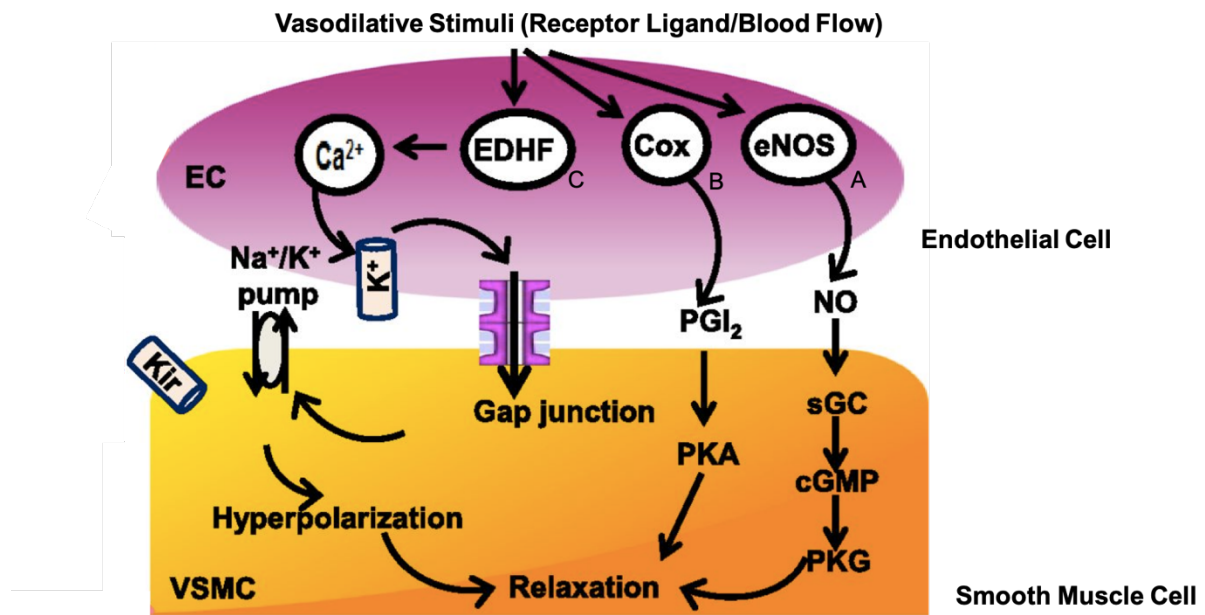 Vasodilative Stimuli (Receptor Ligand/Blood Flow)
Ca²⁺
EDHF
C
Cox
B
eNOS
A
EC
Endothelial Cell
Na⁺/K⁺
pump
K⁺
PGI₂
NO
Kir
Gap junction
sGC
PKA
cGMP
Hyperpolarization
PKG
VSMC
Relaxation
Smooth Muscle Cell